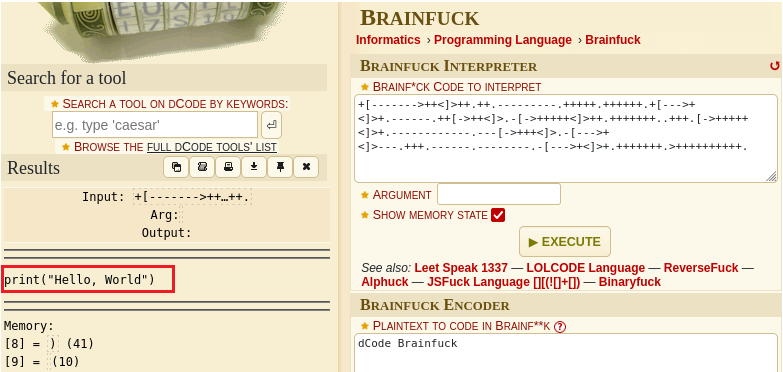 Search for a tool
SEARCH A TOOL ON DCODE BY KEYWORDS:
e.g. type 'caesar'
BROWSE THE FULL DCODE TOOLS' LIST
Results
Input: +[------->++…++.
Arg:
Output:
print("Hello, World")
Memory:
[8] = ) (41)
[9] = (10)
BRAINFUCK
Informatics › Programming Language › Brainfuck
BRAINFUCK INTERPRETER
BRAINF*CK CODE TO INTERPRET
+[------->++<]>++.++.---------.+++++.++++++.+[--->+
<]>+.------.++[->++<]>.-[->+++++<]>++.+++++++..+++.[->+++++
<]>+.------------.---[->+++<]>.-[--->+
<]>---.+++.------.--------.-[--->+<]>+.+++++++.>++++++++++.
ARGUMENT
SHOW MEMORY STATE
▶ EXECUTE
See also: Leet Speak 1337 — LOLCODE Language — ReverseFuck —
Alphuck — JSFuck Language [][(![]+[]) — Binaryfuck
BRAINFUCK ENCODER
PLAINTEXT TO CODE IN BRAINF**K ?
dCode Brainfuck